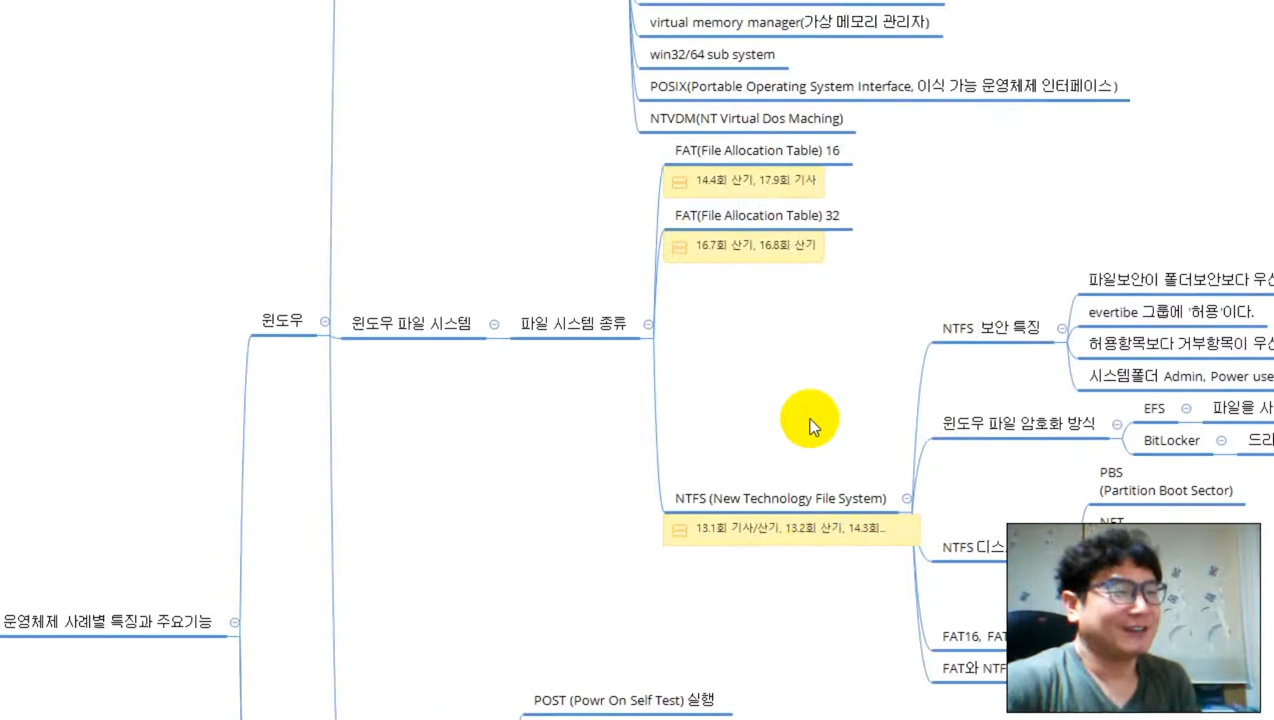 virtual memory manager(가상 메모리 관리자)
win32/64 sub system
POSIX(Portable Operating System Interface, 이식 가능 운영체제 인터페이스)
NTVDM(NT Virtual Dos Maching)
FAT(File Allocation Table) 16
14.4회 산기, 17.9회 기사
FAT(File Allocation Table) 32
16.7회 산기, 16.8회 산기
윈도우
윈도우 파일 시스템
파일 시스템 종류
NTFS (New Technology File System)
13.1회 기사/산기, 13.2회 산기, 14.3회...
NTFS 보안 특징
파일보안이 폴더보안보다
evertibe 그룹에 '허용'이다.
허용항목보다 거부항목이
시스템폴더 Admin, Power use
윈도우 파일 암호화 방식
EFS
파일을
BitLocker
PBS
(Partition Boot Sector)
NTFS
FAT16, FAT
FAT와 NTF
운영체제 사례별 특징과 주요기능
POST (Powr On Self Test) 실행